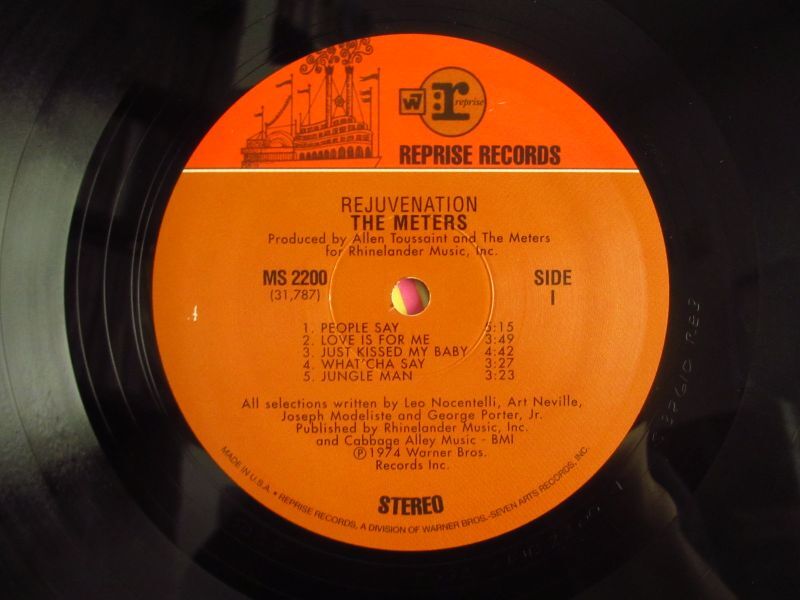 W7 r reprise
REPRISE RECORDS
REJUVENATION
THE METERS
Produced by Allen Toussaint and The Meters
for Rhinelander Music, Inc.
MS 2200
(31,787)
SIDE
I
1. PEOPLE SAY 5:15
2. LOVE IS FOR ME 3:49
3. JUST KISSED MY BABY 4:42
4. WHAT'CHA SAY 3:27
5. JUNGLE MAN 3:23
All selections written by Leo Nocentelli, Art Neville,
Joseph Modeliste and George Porter, Jr.
Published by Rhinelander Music, Inc.
and Cabbage Alley Music - BMI
Ⓟ1974 Warner Bros.
Records Inc.
STEREO
MADE IN U.S.A. • REPRISE RECORDS, A DIVISION OF WARNER BROS.-SEVEN ARTS RECORDS, INC.